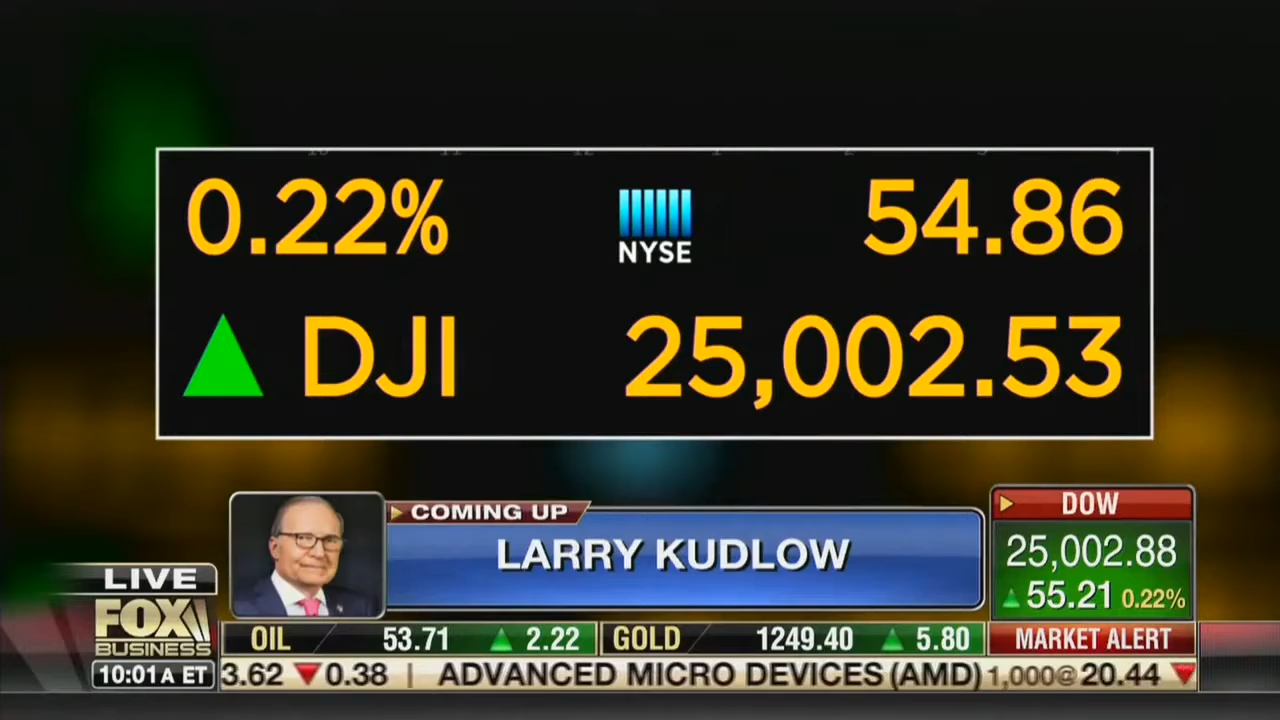 0.22% NYSE 54.86
DJI 25,002.53
COMING UP
LARRY KUDLOW
DOW
25,002.88
55.21 0.22%
LIVE
FOX
BUSINESS
10:01A ET
OIL 53.71 2.22 GOLD 1249.40 5.80 MARKET ALERT
3.62 0.38 | ADVANCED MICRO DEVICES (AMD) 1,000@20.44